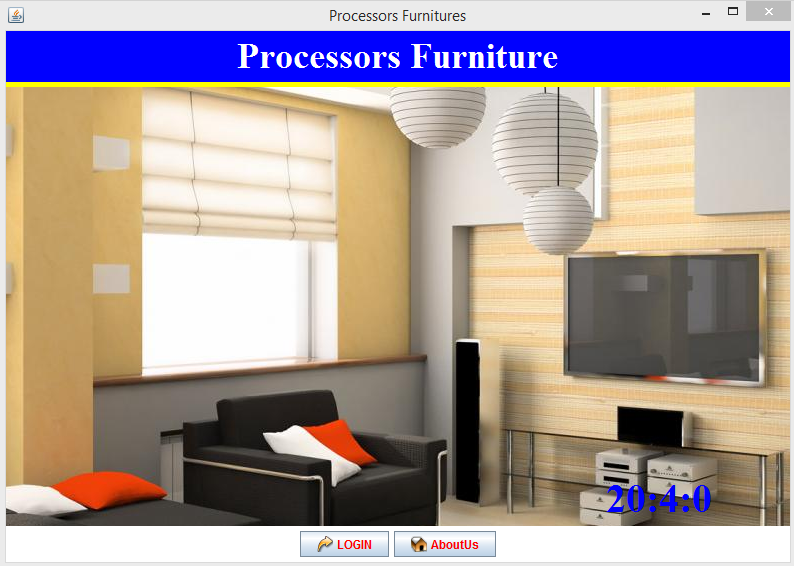 Processors Furnitures
Processors Furniture
20:4:0
LOGIN
AboutUs